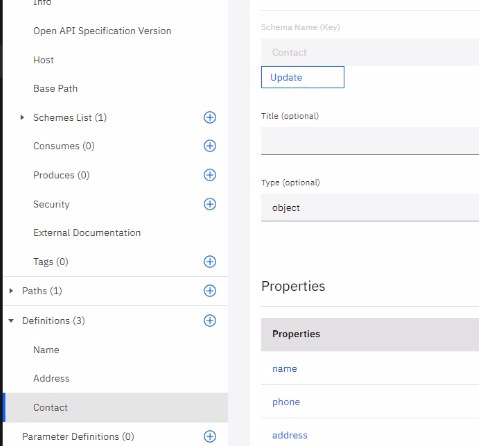 Info
Open API Specification Version
Host
Base Path
Schemes List (1)
Consumes (0)
Produces (0)
Security
External Documentation
Tags (0)
Paths (1)
Definitions (3)
Name
Address
Contact
Parameter Definitions (0)
Schema Name (Key)
Contact
Update
Title (optional)
Type (optional)
object
Properties
Properties
name
phone
address